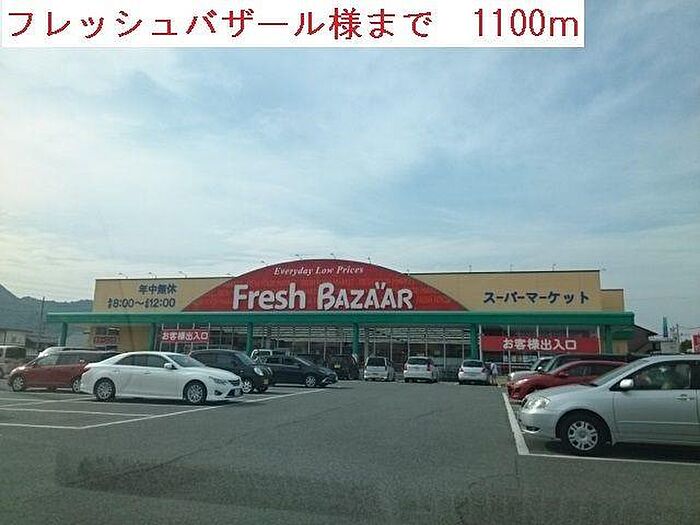 フレッシュバザール様まで　1100m
Everyday Low Prices
Fresh BAZAAR
年中無休
8:00～12:00
スーパーマーケット
お客様出入口
お客様出入口